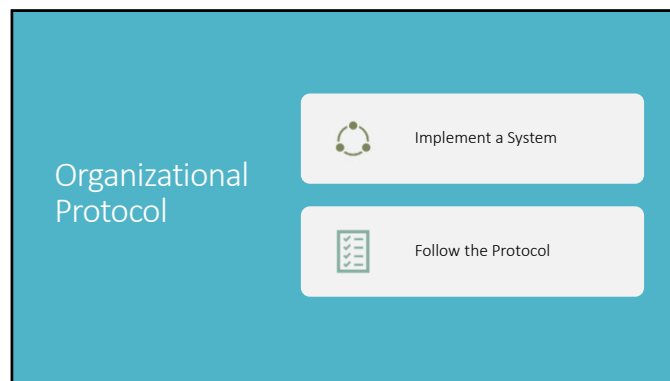 Organizational
Protocol
Implement a System
Follow the Protocol